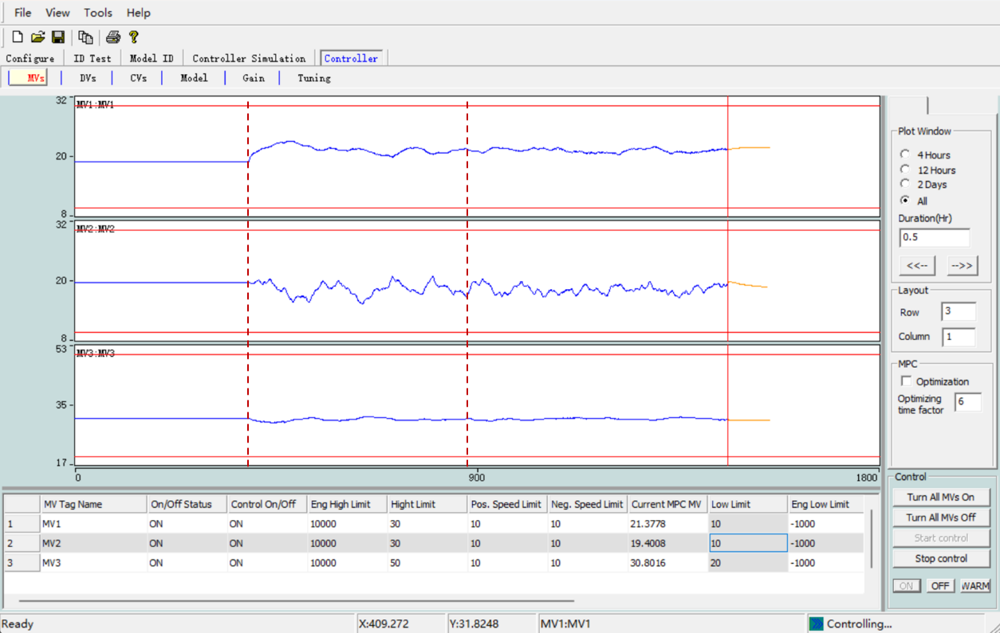 File View Tools Help
Configure ID Test Model ID Controller Simulation Controller
MVs DVs CVs Model Gain Tuning
32
MV1:MV1
20
8
32
MV2:MV2
20
8
53
MV3:MV3
35
17
0 900 1800
Plot Window
4 Hours
12 Hours
2 Days
All
Duration(Hr)
0.5
<<-- -->>
Layout
Row 3
Column 1
MPC
Optimization
Optimizing
time factor 6
MV Tag Name On/Off Status Control On/Off Eng High Limit Hight Limit Pos. Speed Limit Neg. Speed Limit Current MPC MV Low Limit Eng Low Limit
1 MV1 ON ON 10000 30 10 10 21.3778 10 -1000
2 MV2 ON ON 10000 30 10 10 19.4008 10 -1000
3 MV3 ON ON 10000 50 10 10 30.8016 20 -1000
Control
Turn All MVs On
Turn All MVs Off
Start control
Stop control
ON OFF WARM
Ready X:409.272 Y:31.8248 MV1:MV1 Controlling...